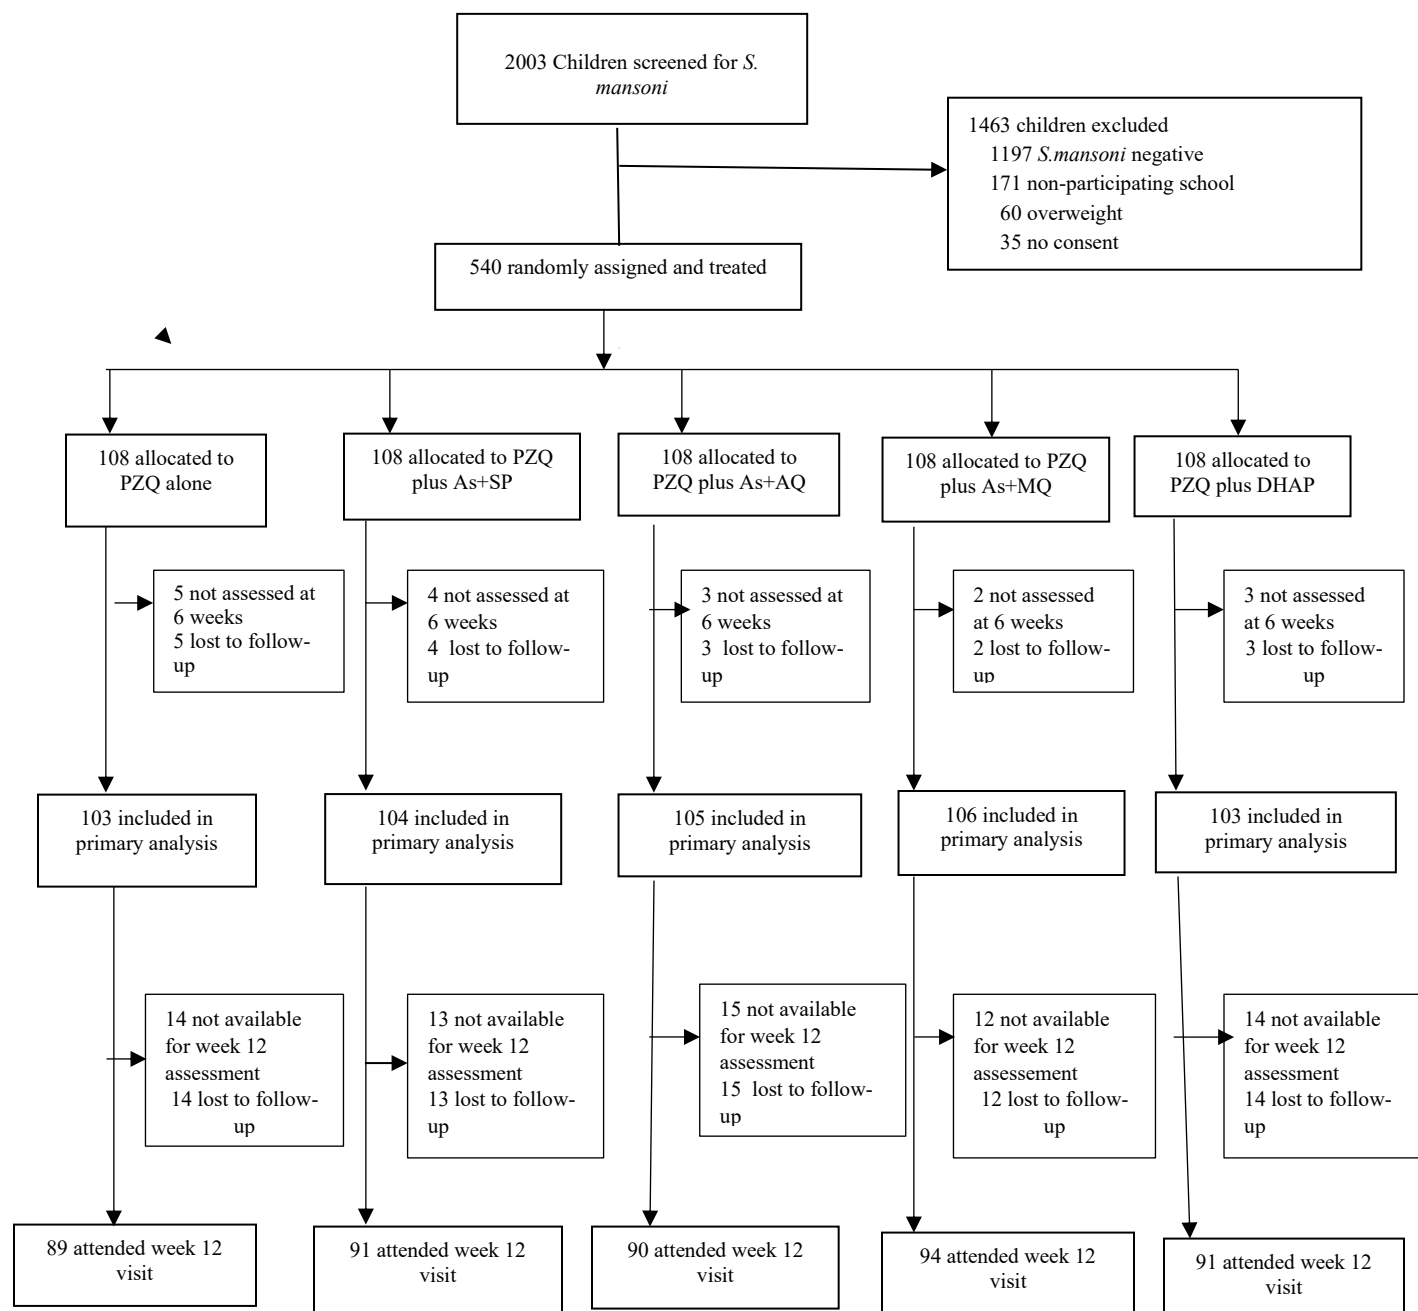 2003 Children screened for S.
mansoni
1463 children excluded
1197 S.mansoni negative
171 non-participating school
60 overweight
35 no consent
540 randomly assigned and treated
108 allocated to
PZQ alone
108 allocated to PZQ
plus As+SP
108 allocated to
PZQ plus As+AQ
108 allocated to PZQ
plus As+MQ
108 allocated to
PZQ plus DHAP
5 not assessed at
6 weeks
5 lost to follow-
up
4 not assessed at
6 weeks
4 lost to follow-
up
3 not assessed at
6 weeks
3 lost to follow-
up
2 not assessed
at 6 weeks
2 lost to follow-
up
3 not assessed
at 6 weeks
3 lost to follow-
up
103 included in
primary analysis
104 included in
primary analysis
105 included in
primary analysis
106 included in
primary analysis
103 included in
primary analysis
14 not available
for week 12
assessment
14 lost to follow-
up
13 not available
for week 12
assessment
13 lost to follow-
up
15 not available
for week 12
assessment
15 lost to follow-
up
12 not available
for week 12
assessement
12 lost to follow-
up
14 not available
for week 12
assessment
14 lost to follow-
up
89 attended week 12
visit
91 attended week 12
visit
90 attended week 12
visit
94 attended week 12
visit
91 attended week 12
visit